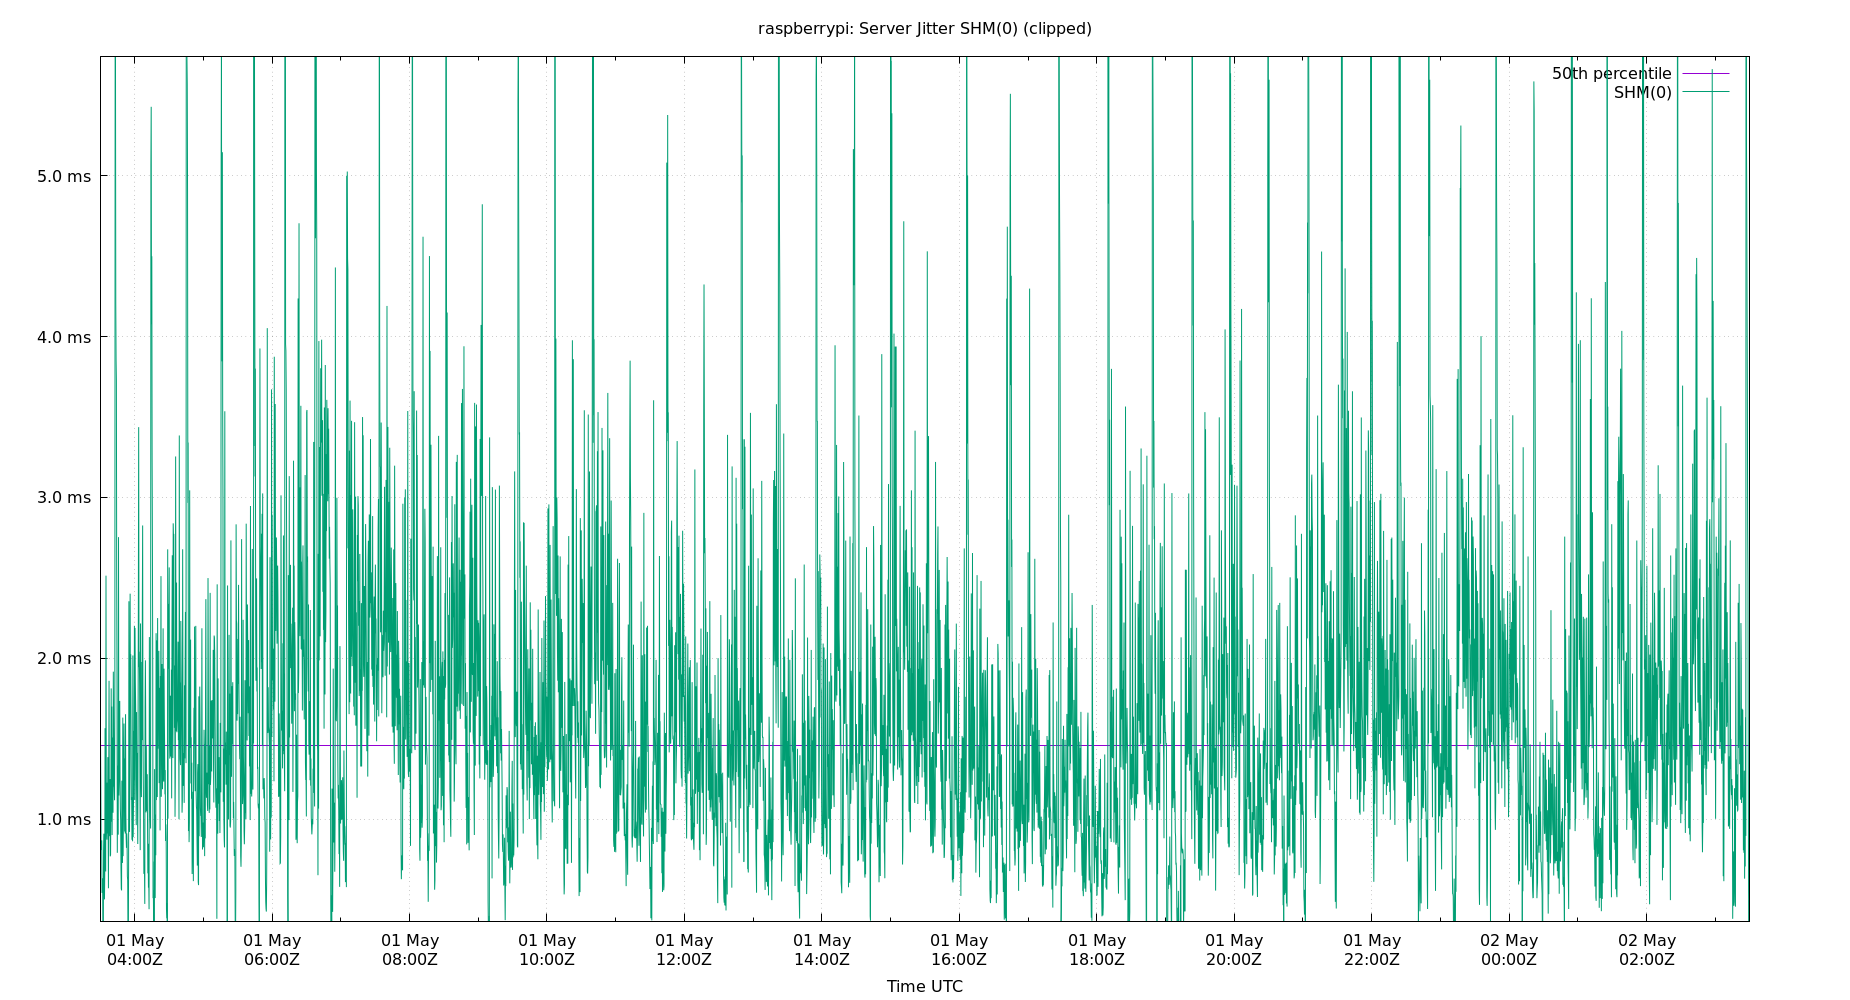 raspberrypi: Server Jitter SHM(0) (clipped)
50th percentile
SHM(0)
5.0 ms
4.0 ms
3.0 ms
2.0 ms
1.0 ms
01 May 01 May 01 May 01 May 01 May 01 May 01 May 01 May 01 May 01 May 02 May 02 May
04:00Z 06:00Z 08:00Z 10:00Z 12:00Z 14:00Z 16:00Z 18:00Z 20:00Z 22:00Z 00:00Z 02:00Z
Time UTC